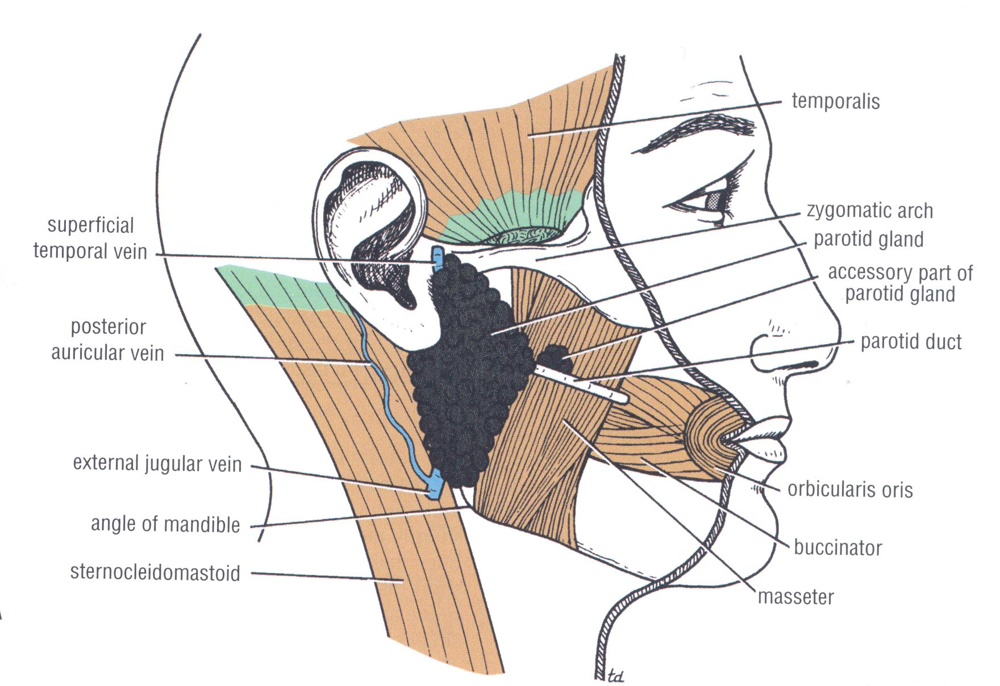 temporalis
zygomatic arch
parotid gland
accessory part of
parotid gland
parotid duct
orbicularis oris
buccinator
masseter
superficial
temporal vein
posterior
auricular vein
external jugular vein
angle of mandible
sternocleidomastoid
td